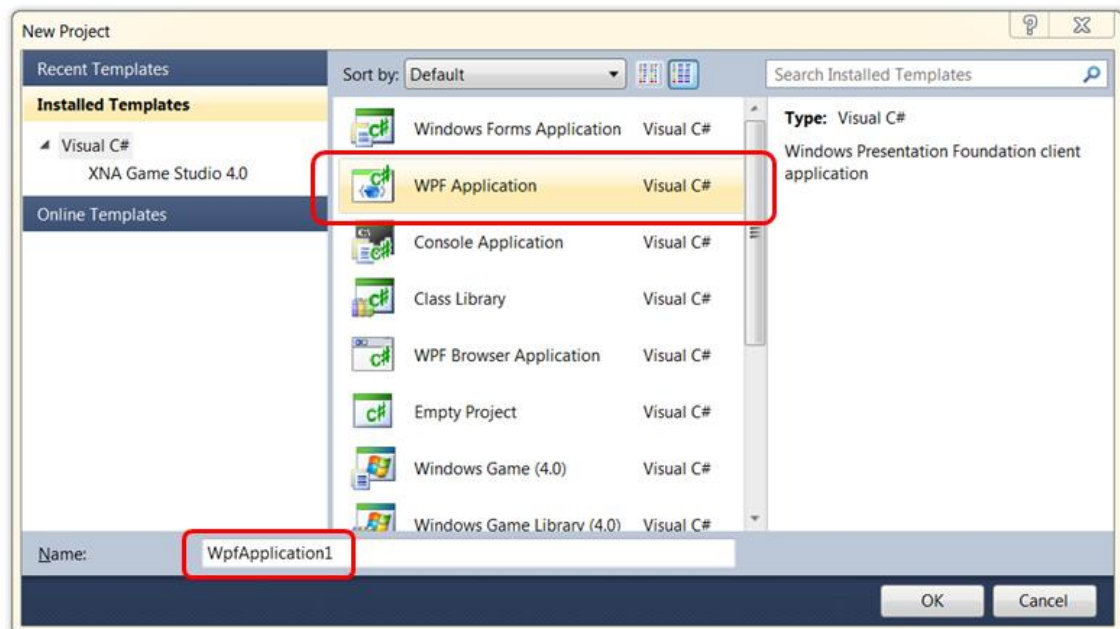 New Project
Recent Templates
Installed Templates
Visual C#
XNA Game Studio 4.0
Online Templates
Sort by: Default
Search Installed Templates
Windows Forms Application Visual C#
WPF Application Visual C#
Console Application Visual C#
Class Library Visual C#
WPF Browser Application Visual C#
Empty Project Visual C#
Windows Game (4.0) Visual C#
Windows Game Library (4.0) Visual C#
Type: Visual C#
Windows Presentation Foundation client
application
Name: WpfApplication1
OK Cancel